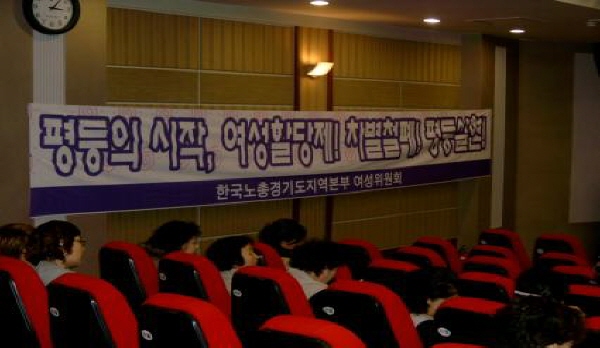 평등의 시작, 여성할당제! 차별철폐! 평등실현!
한국노총경기도지역본부 여성위원회